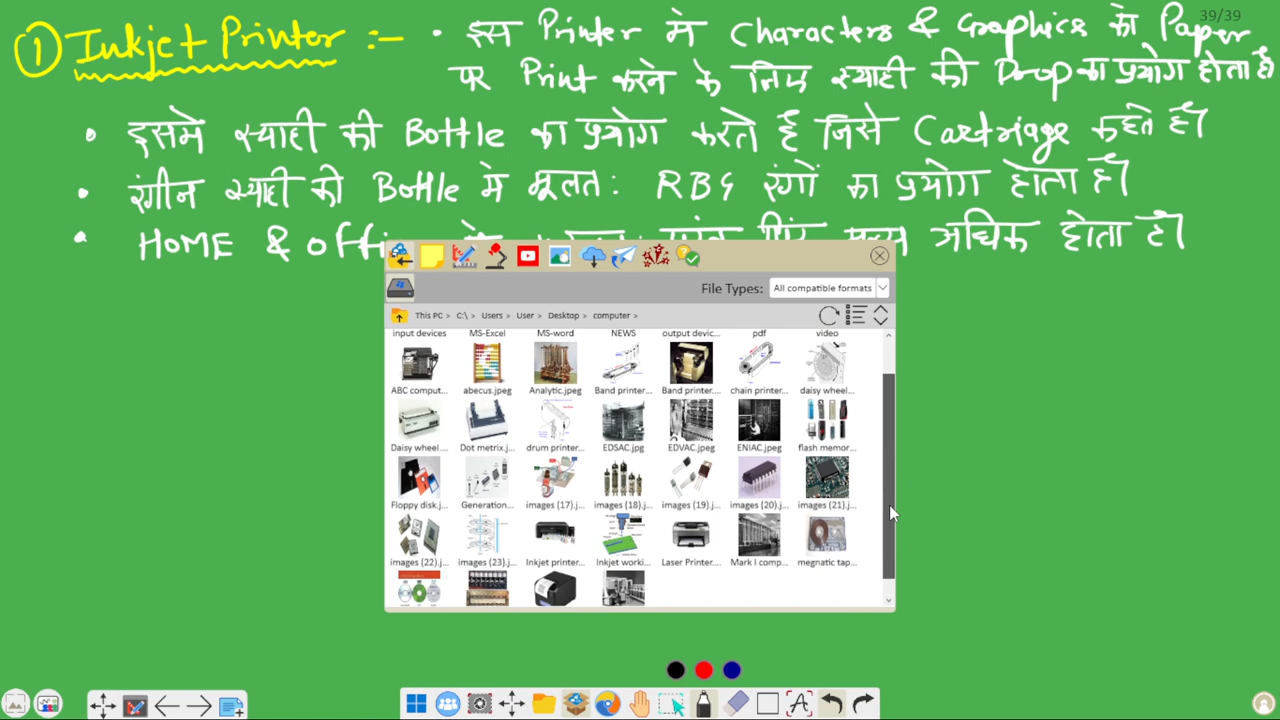 39/39
① Inkjet Printer :- • इस Printer मे Characters & Graphics को Paper
पर Print करने के लिए स्याही की Drop का प्रयोग होता है
• इसमे स्याही की Bottle का प्रयोग करते हैं जिसे Cartriage कहते हैं।
• रंगीन स्याही की Bottle मे मूलत: RBG रंगों का प्रयोग होता है।
• HOME & offi अधिक होता है।
File Types: All compatible formats
This PC > C:\ > Users > User > Desktop > computer >
input devices MS-Excel MS-word NEWS output devic... pdf video
ABC comput... abecus.jpeg Analytic.jpeg Band printer... Band printer.... chain printer... daisy wheel...
Daisy wheel.... Dot metrix.j... drum printer... EDSAC.jpg EDVAC.jpeg ENIAC.jpeg flash memor...
Floppy disk.j... Generation... images (17).j... images (18).j... images (19).j... images (20).j... images (21).j...
images (22).j... images (23).j... Inkjet printer... Inkjet worki... Laser Printer.... Mark I comp... megnatic tap...